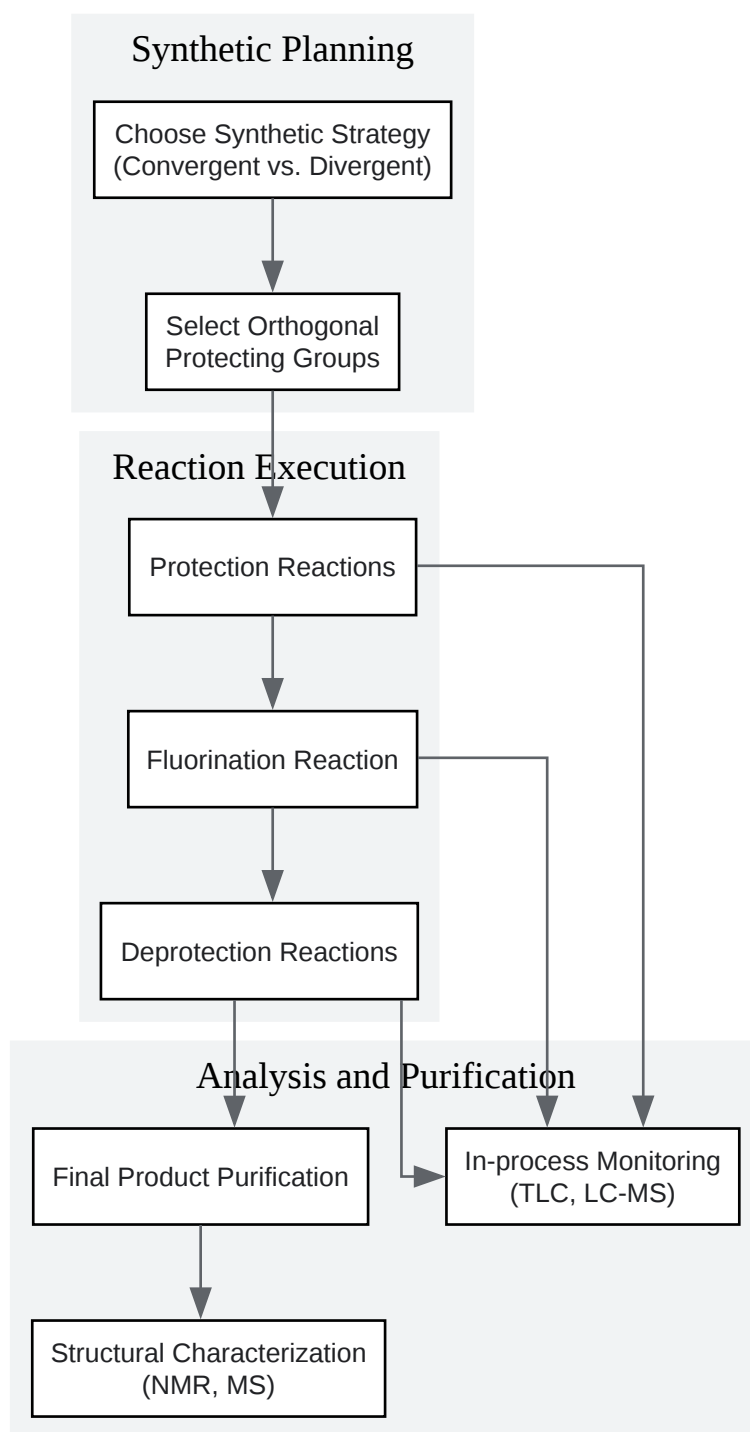 Synthetic Planning
Choose Synthetic Strategy
(Convergent vs. Divergent)
Select Orthogonal
Protecting Groups
Reaction Execution
Protection Reactions
Fluorination Reaction
Deprotection Reactions
Analysis and Purification
Final Product Purification
In-process Monitoring
(TLC, LC-MS)
Structural Characterization
(NMR, MS)